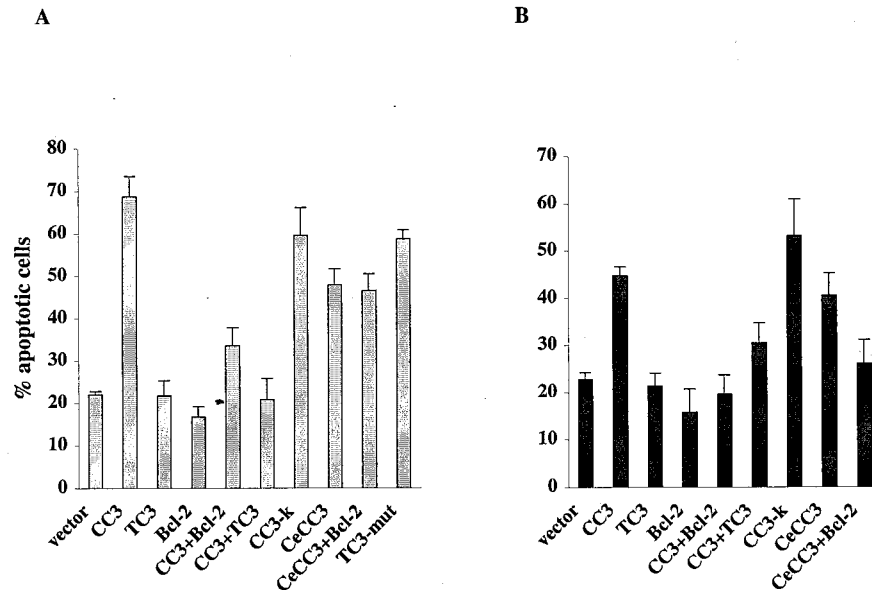 A
B
% apoptotic cells
80
70
60
50
40
30
20
10
0
vector
CC3
TC3
Bcl-2
CC3+Bcl-2
CC3+TC3
CC3-k
CeCC3
CeCC3+Bcl-2
TC3-mut
70
60
50
40
30
20
10
0
vector
CC3
TC3
Bcl-2
CC3+Bcl-2
CC3+TC3
CC3-k
CeCC3
CeCC3+Bcl-2